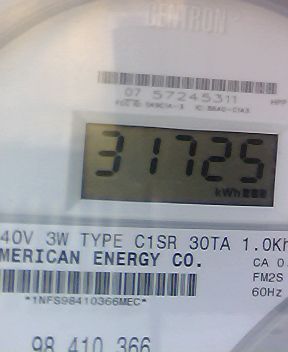 CENTRON
07 57245311
HPP
31725
kWh
40V 3W TYPE C1SR 30TA 1.0Kh
MERICAN ENERGY CO.
CA 0.
FM2S
60Hz
*1NFS98410366MEC*
98 410 366